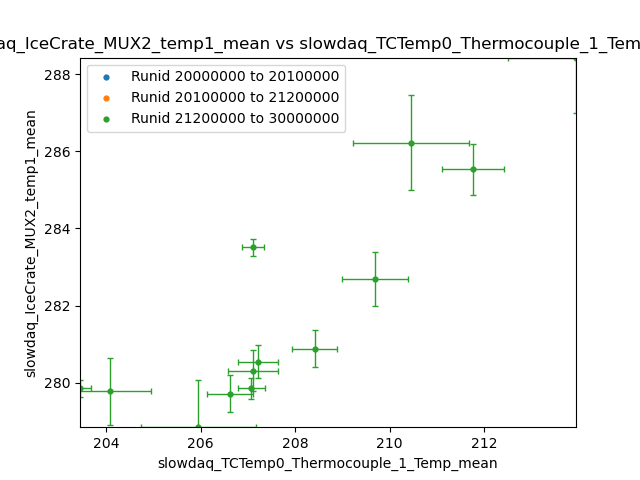 aq_IceCrate_MUX2_temp1_mean vs slowdaq_TCTemp0_Thermocouple_1_Tem
Runid 20000000 to 20100000
Runid 20100000 to 21200000
Runid 21200000 to 30000000
slowdaq_IceCrate_MUX2_temp1_mean
288
286
284
282
280
204
206
208
210
212
slowdaq_TCTemp0_Thermocouple_1_Temp_mean